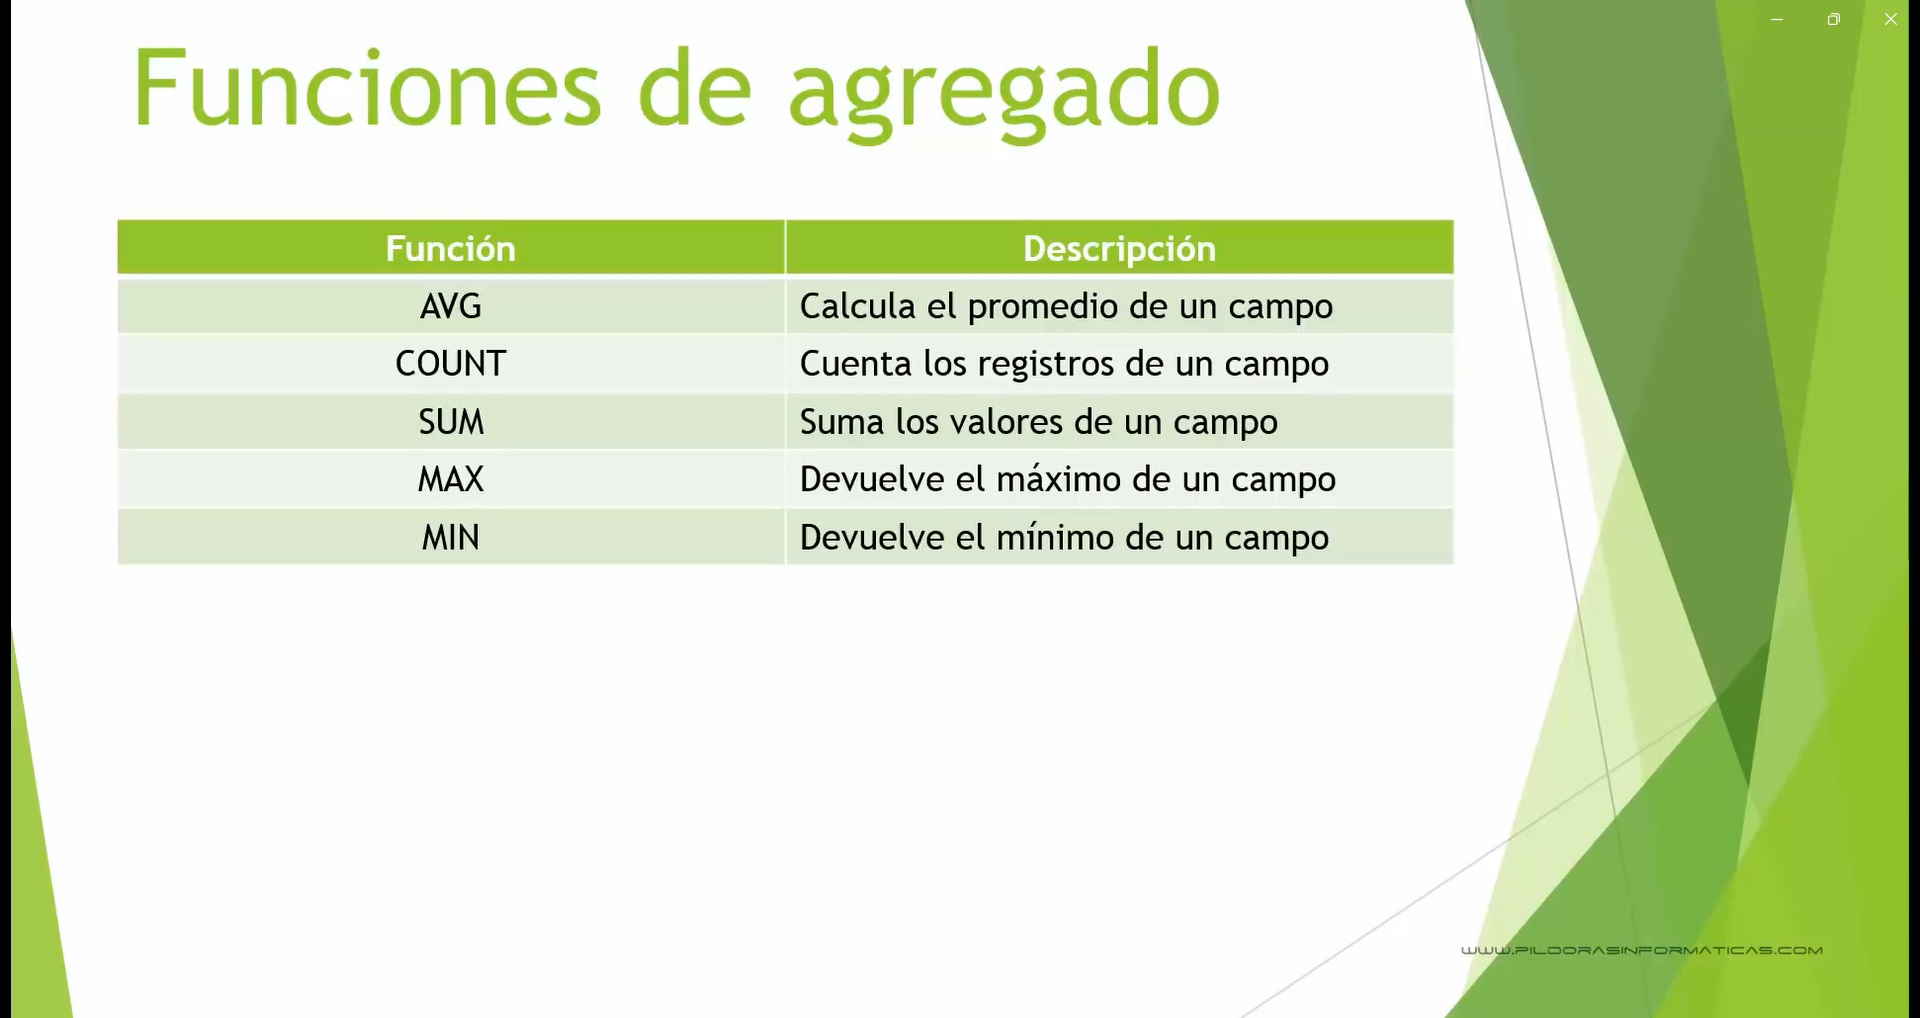 Funciones de agregado
Función Descripción
AVG Calcula el promedio de un campo
COUNT Cuenta los registros de un campo
SUM Suma los valores de un campo
MAX Devuelve el máximo de un campo
MIN Devuelve el mínimo de un campo
WWW.PILDORASINFORMATICAS.COM